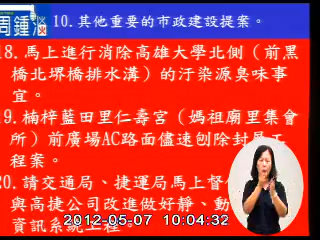 周鍾㴴
10.其他重要的市政建設提案。
18.馬上進行消除高雄大學北側（前黑
橋北堺橋排水溝）的汙染源臭味事
宜。
19.楠梓藍田里仁壽宮（媽祖廟里集會
所）前廣場AC路面儘速刨除封層工
程案。
20.請交通局、捷運局馬上督
與高捷公司改進做好靜、動
資訊系統工程。
2012-05-07 10:04:32